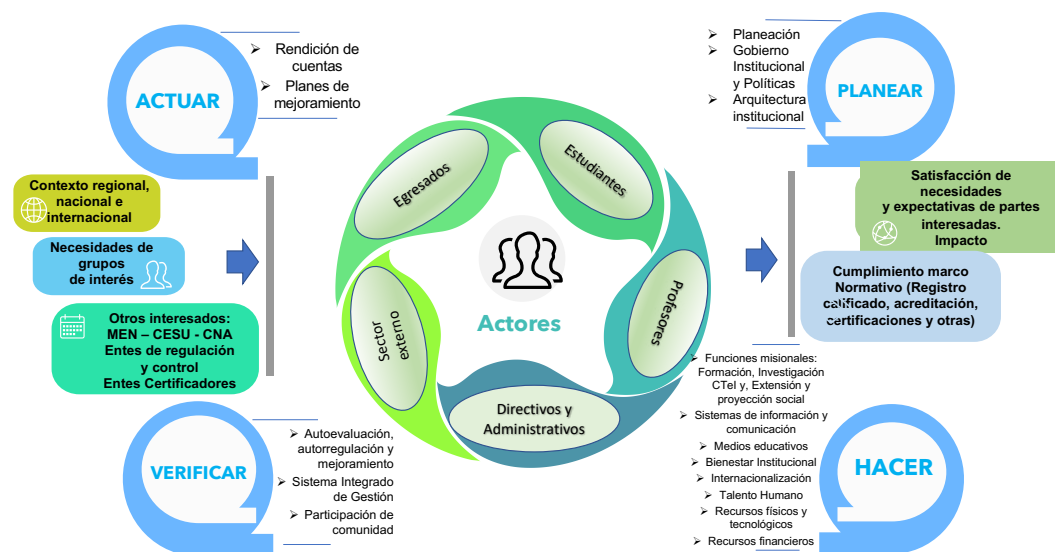 ACTUAR
➢ Rendición de
cuentas
➢ Planes de
mejoramiento
➢ Planeación
➢ Gobierno
Institucional
y Políticas
➢ Arquitectura
institucional
PLANEAR
Contexto regional,
nacional e
internacional
Necesidades de
grupos
de interés
Otros interesados:
MEN – CESU - CNA
Entes de regulación
y control
Entes Certificadores
Egresados
Estudiantes
Profesores
Directivos y
Administrativos
Sector
externo
Actores
Satisfacción de
necesidades
y expectativas de partes
interesadas.
Impacto
Cumplimiento marco
Normativo (Registro
calificado, acreditación,
certificaciones y otras)
VERIFICAR
➢ Autoevaluación,
autorregulación y
mejoramiento
➢ Sistema Integrado
de Gestión
➢ Participación de
comunidad
➢ Funciones misionales:
Formación, Investigación
CTeI y, Extensión y
proyección social
➢ Sistemas de información y
comunicación
➢ Medios educativos
➢ Bienestar Institucional
➢ Internacionalización
➢ Talento Humano
➢ Recursos físicos y
tecnológicos
➢ Recursos financieros
HACER